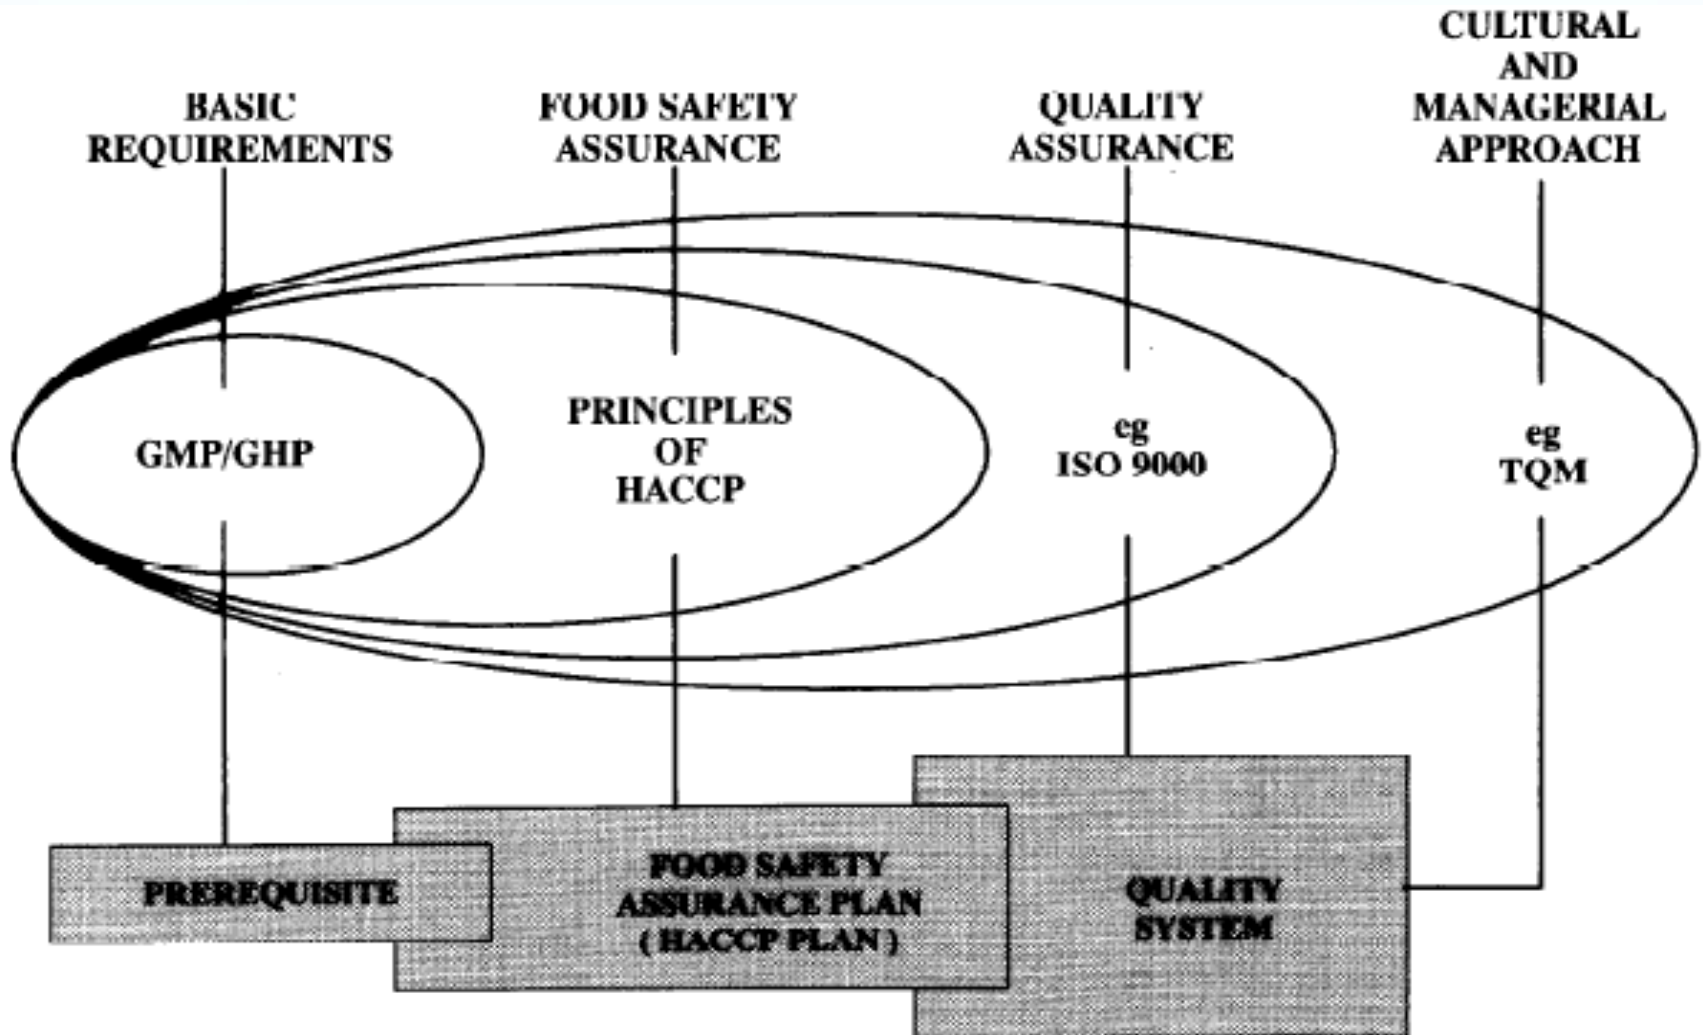 BASIC
REQUIREMENTS
FOOD SAFETY
ASSURANCE
QUALITY
ASSURANCE
CULTURAL
AND
MANAGERIAL
APPROACH
GMP/GHP
PRINCIPLES
OF
HACCP
eg
ISO 9000
eg
TQM
PREREQUISITE
FOOD SAFETY
ASSURANCE PLAN
( HACCP PLAN )
QUALITY
SYSTEM